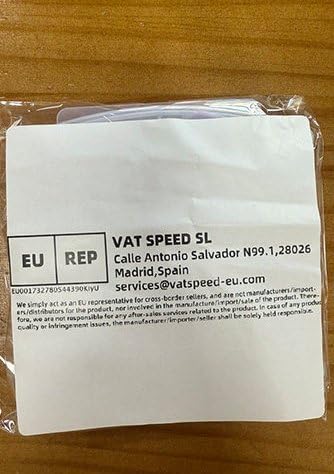 EU REP
VAT SPEED SL
Calle Antonio Salvador N99.1,28026
Madrid,Spain
services@vatspeed-eu.com
EU001732780544390KiyU
We simply act as an EU representative for cross-border cellers, and are not manufacturers/import-
ers/distributors for the product, nor involved in the manufacture/import/sale of the product. There-
fore, we are not responsible for any after-sales services related to the product. In case of any product
quality or infringement issues, the manufacturer/importer/seller shall be solely held responsible.